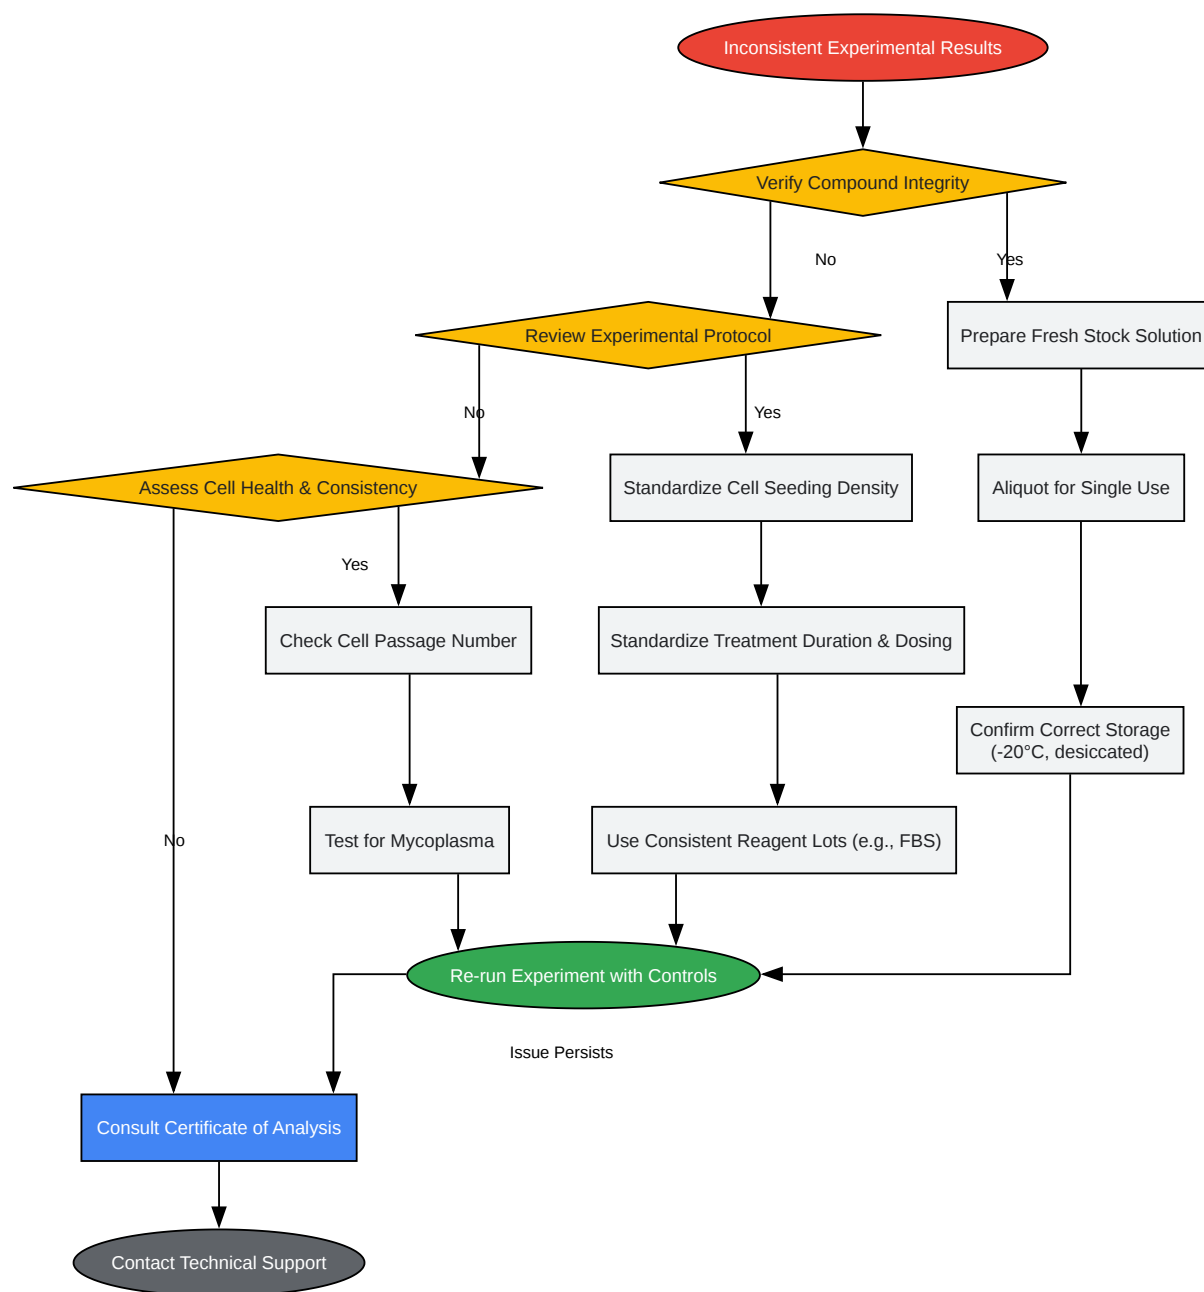 Inconsistent Experimental Results
Verify Compound Integrity
No
Yes
Review Experimental Protocol
Prepare Fresh Stock Solution
No
Yes
Assess Cell Health & Consistency
Standardize Cell Seeding Density
Aliquot for Single Use
Yes
Check Cell Passage Number
Standardize Treatment Duration & Dosing
Confirm Correct Storage
(-20°C, desiccated)
No
Test for Mycoplasma
Use Consistent Reagent Lots (e.g., FBS)
Re-run Experiment with Controls
Issue Persists
Consult Certificate of Analysis
Contact Technical Support